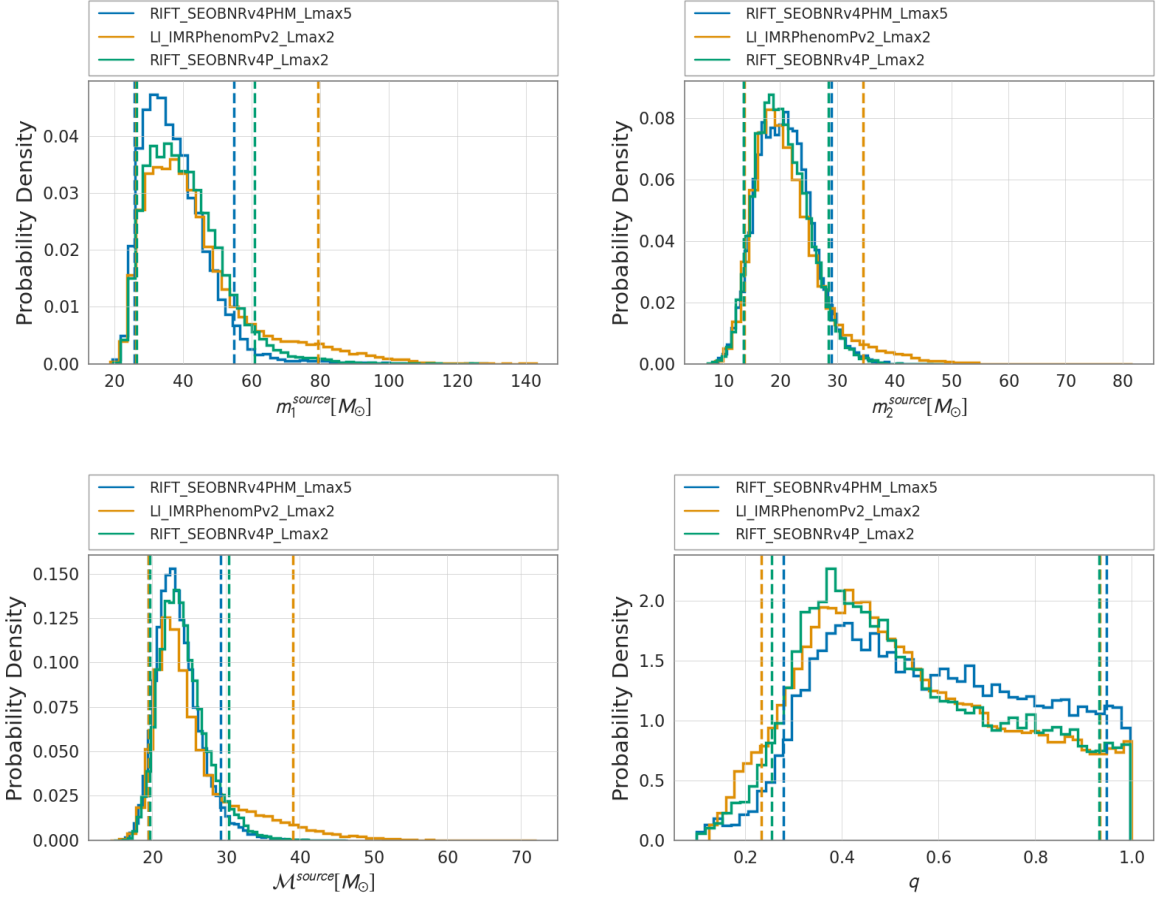 RIFT_SEOBNRv4PHM_Lmax5
LI_IMRPhenomPv2_Lmax2
RIFT_SEOBNRv4P_Lmax2
Probability Density
0.04
0.03
0.02
0.01
0.00
20 40 60 80 100 120 140
m₁^source[M⊙]
RIFT_SEOBNRv4PHM_Lmax5
LI_IMRPhenomPv2_Lmax2
RIFT_SEOBNRv4P_Lmax2
Probability Density
0.08
0.06
0.04
0.02
0.00
10 20 30 40 50 60 70 80
m₂^source[M⊙]
RIFT_SEOBNRv4PHM_Lmax5
LI_IMRPhenomPv2_Lmax2
RIFT_SEOBNRv4P_Lmax2
Probability Density
0.150
0.125
0.100
0.075
0.050
0.025
0.000
20 30 40 50 60 70
ℳ^source[M⊙]
RIFT_SEOBNRv4PHM_Lmax5
LI_IMRPhenomPv2_Lmax2
RIFT_SEOBNRv4P_Lmax2
Probability Density
2.0
1.5
1.0
0.5
0.0
0.2 0.4 0.6 0.8 1.0
q